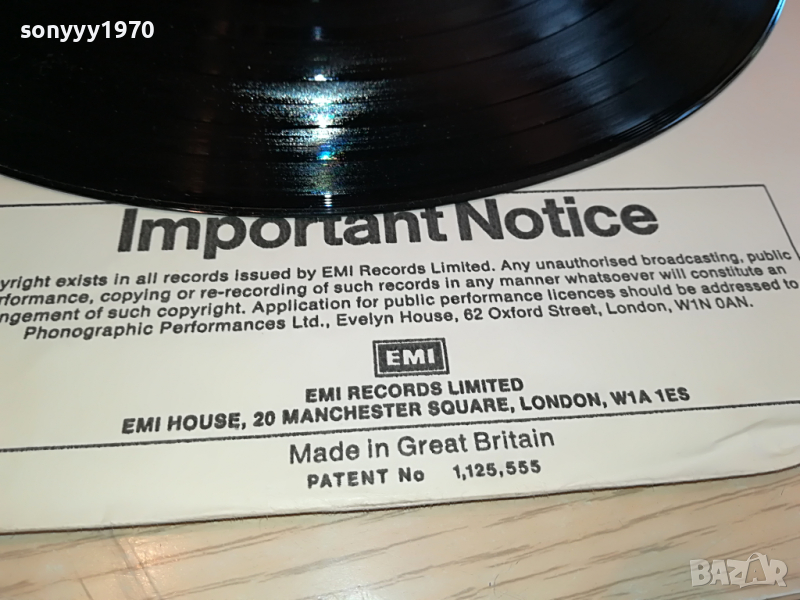 sonyyy1970
Important Notice
yright exists in all records issued by EMI Records Limited. Any unauthorised broadcasting, public
rformance, copying or re-recording of such records in any manner whatsoever will constitute an
ngement of such copyright. Application for public performance licences should be addressed to
Phonographic Performances Ltd., Evelyn House, 62 Oxford Street, London, W1N 0AN.
EMI
EMI RECORDS LIMITED
EMI HOUSE, 20 MANCHESTER SQUARE, LONDON, W1A 1ES
Made in Great Britain
PATENT No 1,125,555
BAZAR